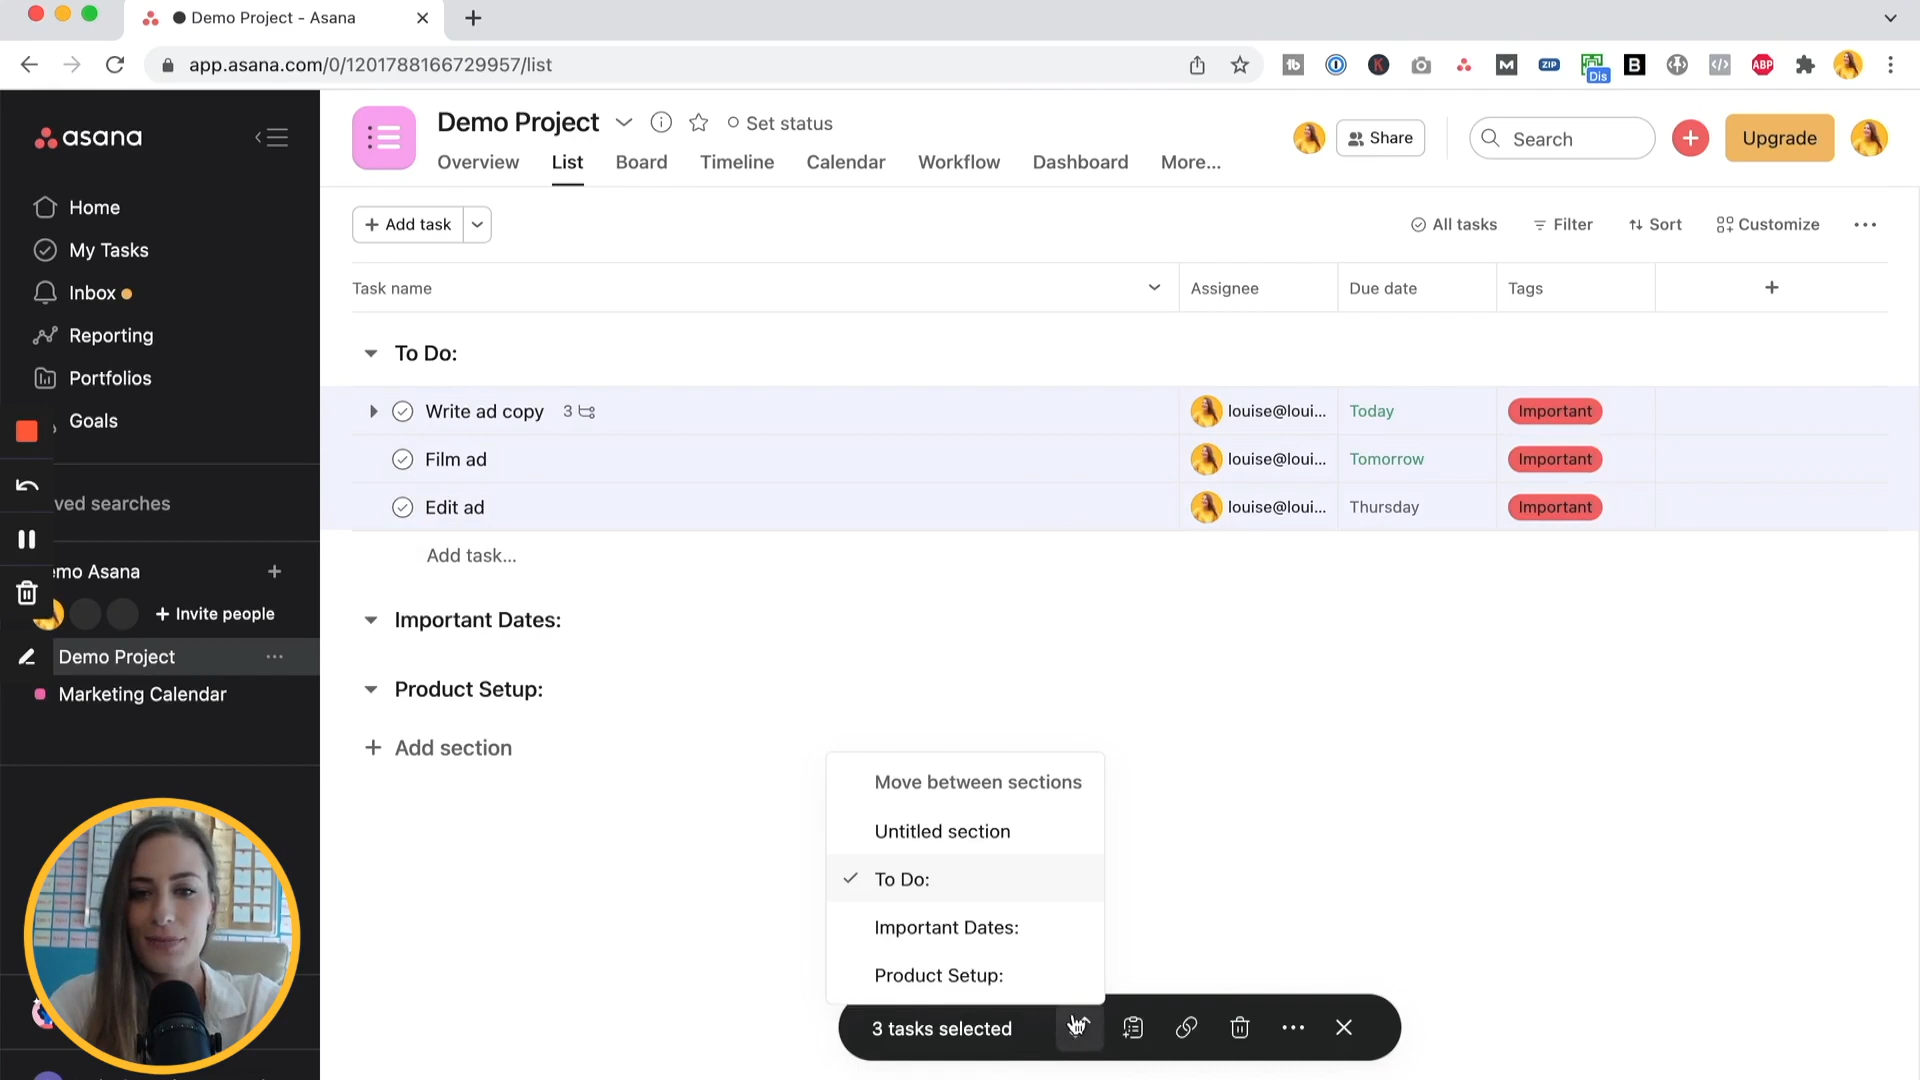 Demo Project - Asana
app.asana.com/0/1201788166729957/list
tb
K
M
ZIP
Dis
B
ABP
asana
Demo Project
Set status
Share
Search
Upgrade
Overview
List
Board
Timeline
Calendar
Workflow
Dashboard
More...
Home
My Tasks
Inbox
Reporting
Portfolios
Goals
ved searches
emo Asana
Invite people
Demo Project
Marketing Calendar
Add task
All tasks
Filter
Sort
Customize
Task name
Assignee
Due date
Tags
To Do:
Write ad copy 3
louise@loui...
Today
Important
Film ad
louise@loui...
Tomorrow
Important
Edit ad
louise@loui...
Thursday
Important
Add task...
Important Dates:
Product Setup:
Add section
Move between sections
Untitled section
To Do:
Important Dates:
Product Setup:
3 tasks selected